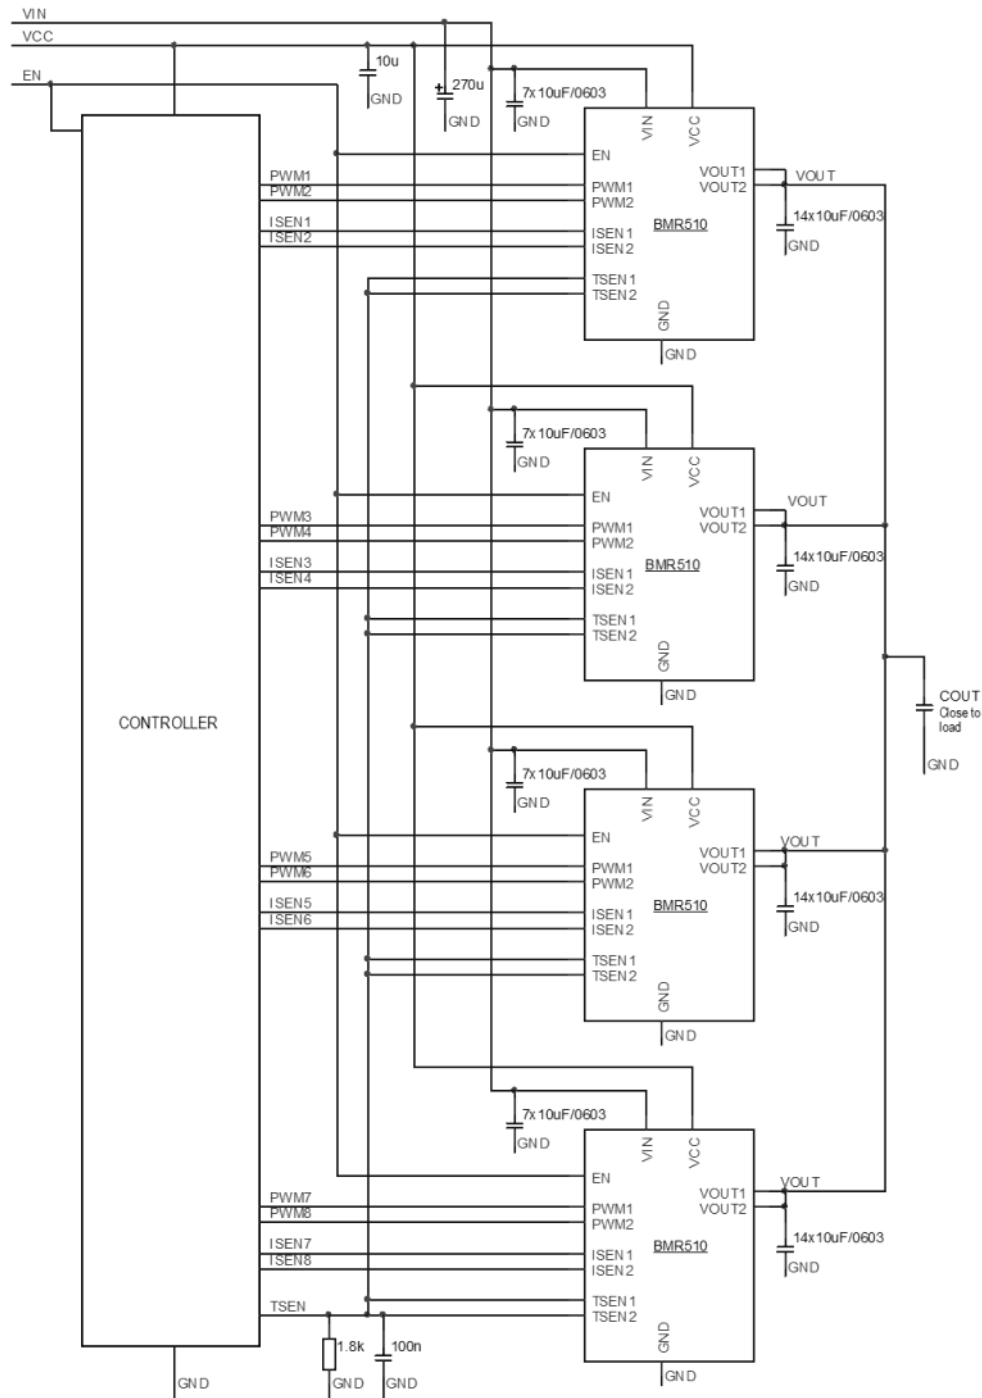 VIN
VCC
EN
10u
GND
270u
GND
7x10uF/0603
GND
VIN
VCC
EN
PWM1
PWM2
ISEN1
ISEN2
PWM1
PWM2
ISEN1
ISEN2
TSEN1
TSEN2
BMR510
VOUT1
VOUT2
VOUT
14x10uF/0603
GND
GND
GND
7x10uF/0603
GND
VIN
VCC
EN
PWM3
PWM4
ISEN3
ISEN4
PWM1
PWM2
ISEN1
ISEN2
TSEN1
TSEN2
BMR510
VOUT1
VOUT2
VOUT
14x10uF/0603
GND
GND
GND
CONTROLLER
COUT
Close to
load
GND
7x10uF/0603
GND
VIN
VCC
EN
PWM5
PWM6
ISEN5
ISEN6
PWM1
PWM2
ISEN1
ISEN2
TSEN1
TSEN2
BMR510
VOUT1
VOUT2
VOUT
14x10uF/0603
GND
GND
GND
7x10uF/0603
GND
VIN
VCC
EN
PWM7
PWM8
ISEN7
ISEN8
TSEN
PWM1
PWM2
ISEN1
ISEN2
TSEN1
TSEN2
BMR510
VOUT1
VOUT2
VOUT
14x10uF/0603
GND
GND
GND
1.8k
100n
GND
GND
GND